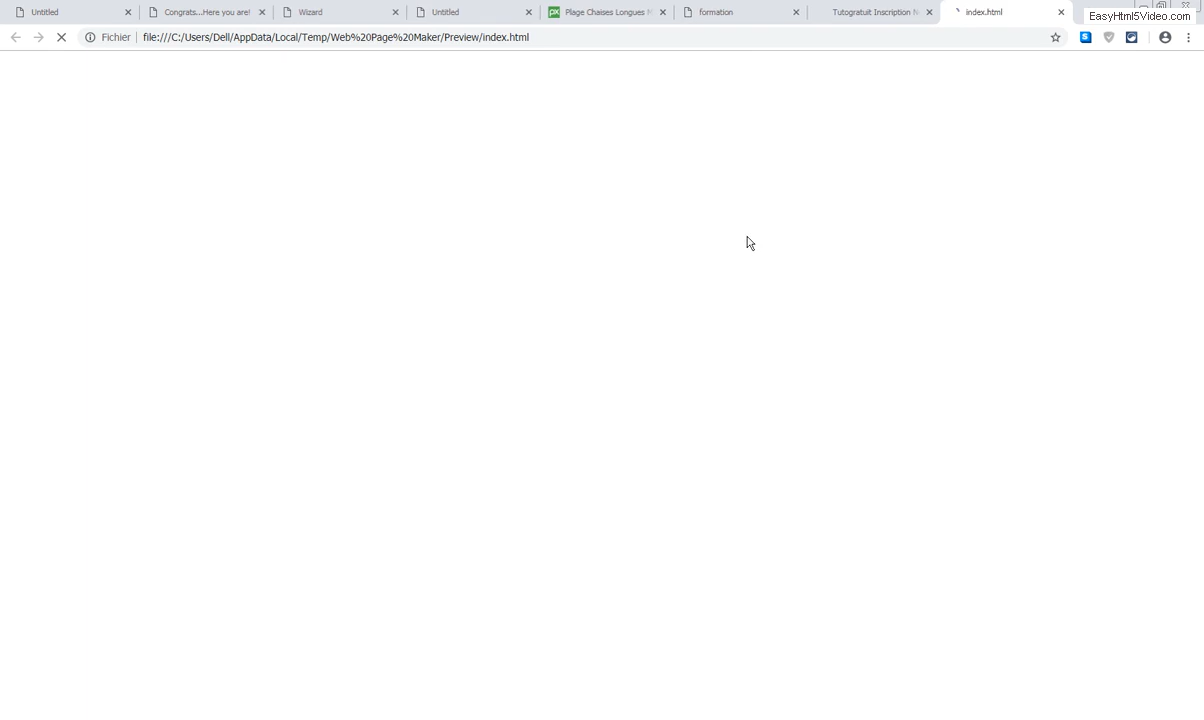 Untitled
Congrats...Here you are!
Wizard
Untitled
px Plage Chaises Longues
formation
Tutogratuit Inscription N
index.html
EasyHtml5Video.com
Fichier file:///C:/Users/Dell/AppData/Local/Temp/Web%20Page%20Maker/Preview/index.html